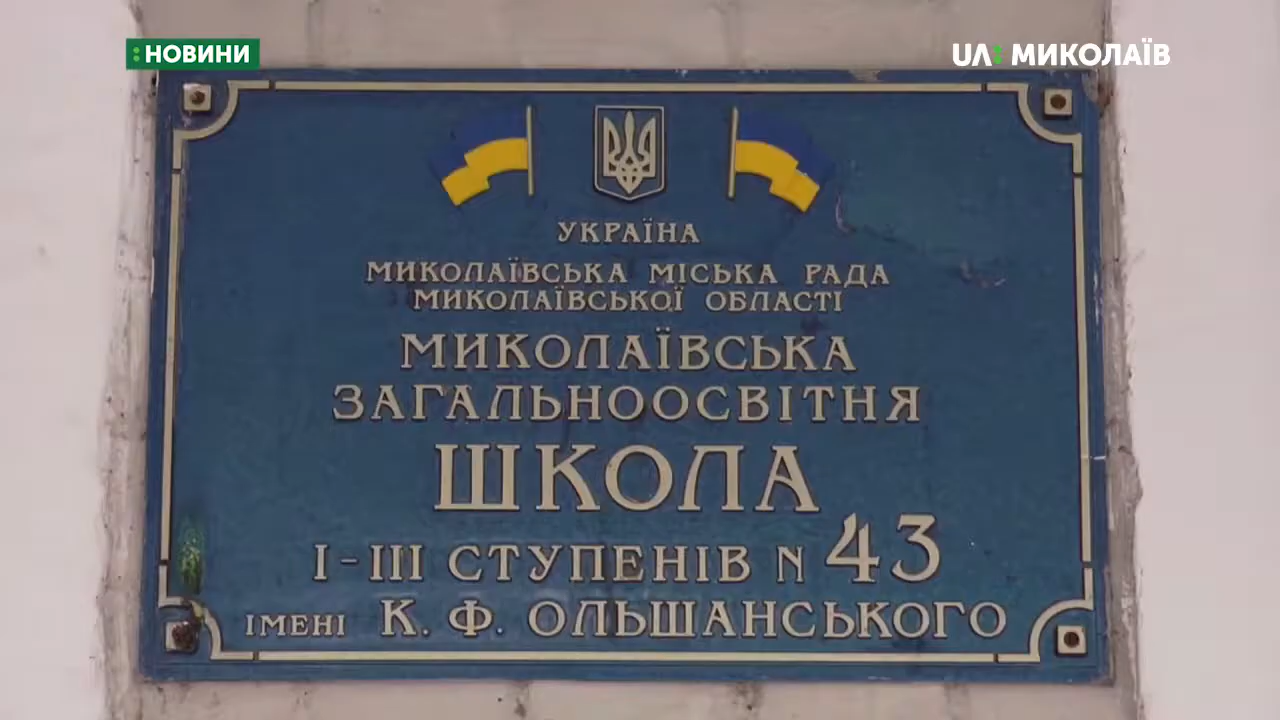 :НОВИНИ
UA: МИКОЛАЇВ
УКРАЇНА
МИКОЛАЇВСЬКА МІСЬКА РАДА
МИКОЛАЇВСЬКОЇ ОБЛАСТІ
МИКОЛАЇВСЬКА
ЗАГАЛЬНООСВІТНЯ
ШКОЛА
І-ІІІ СТУПЕНІВ N 43
ІМЕНІ К. Ф. ОЛЬШАНСЬКОГО